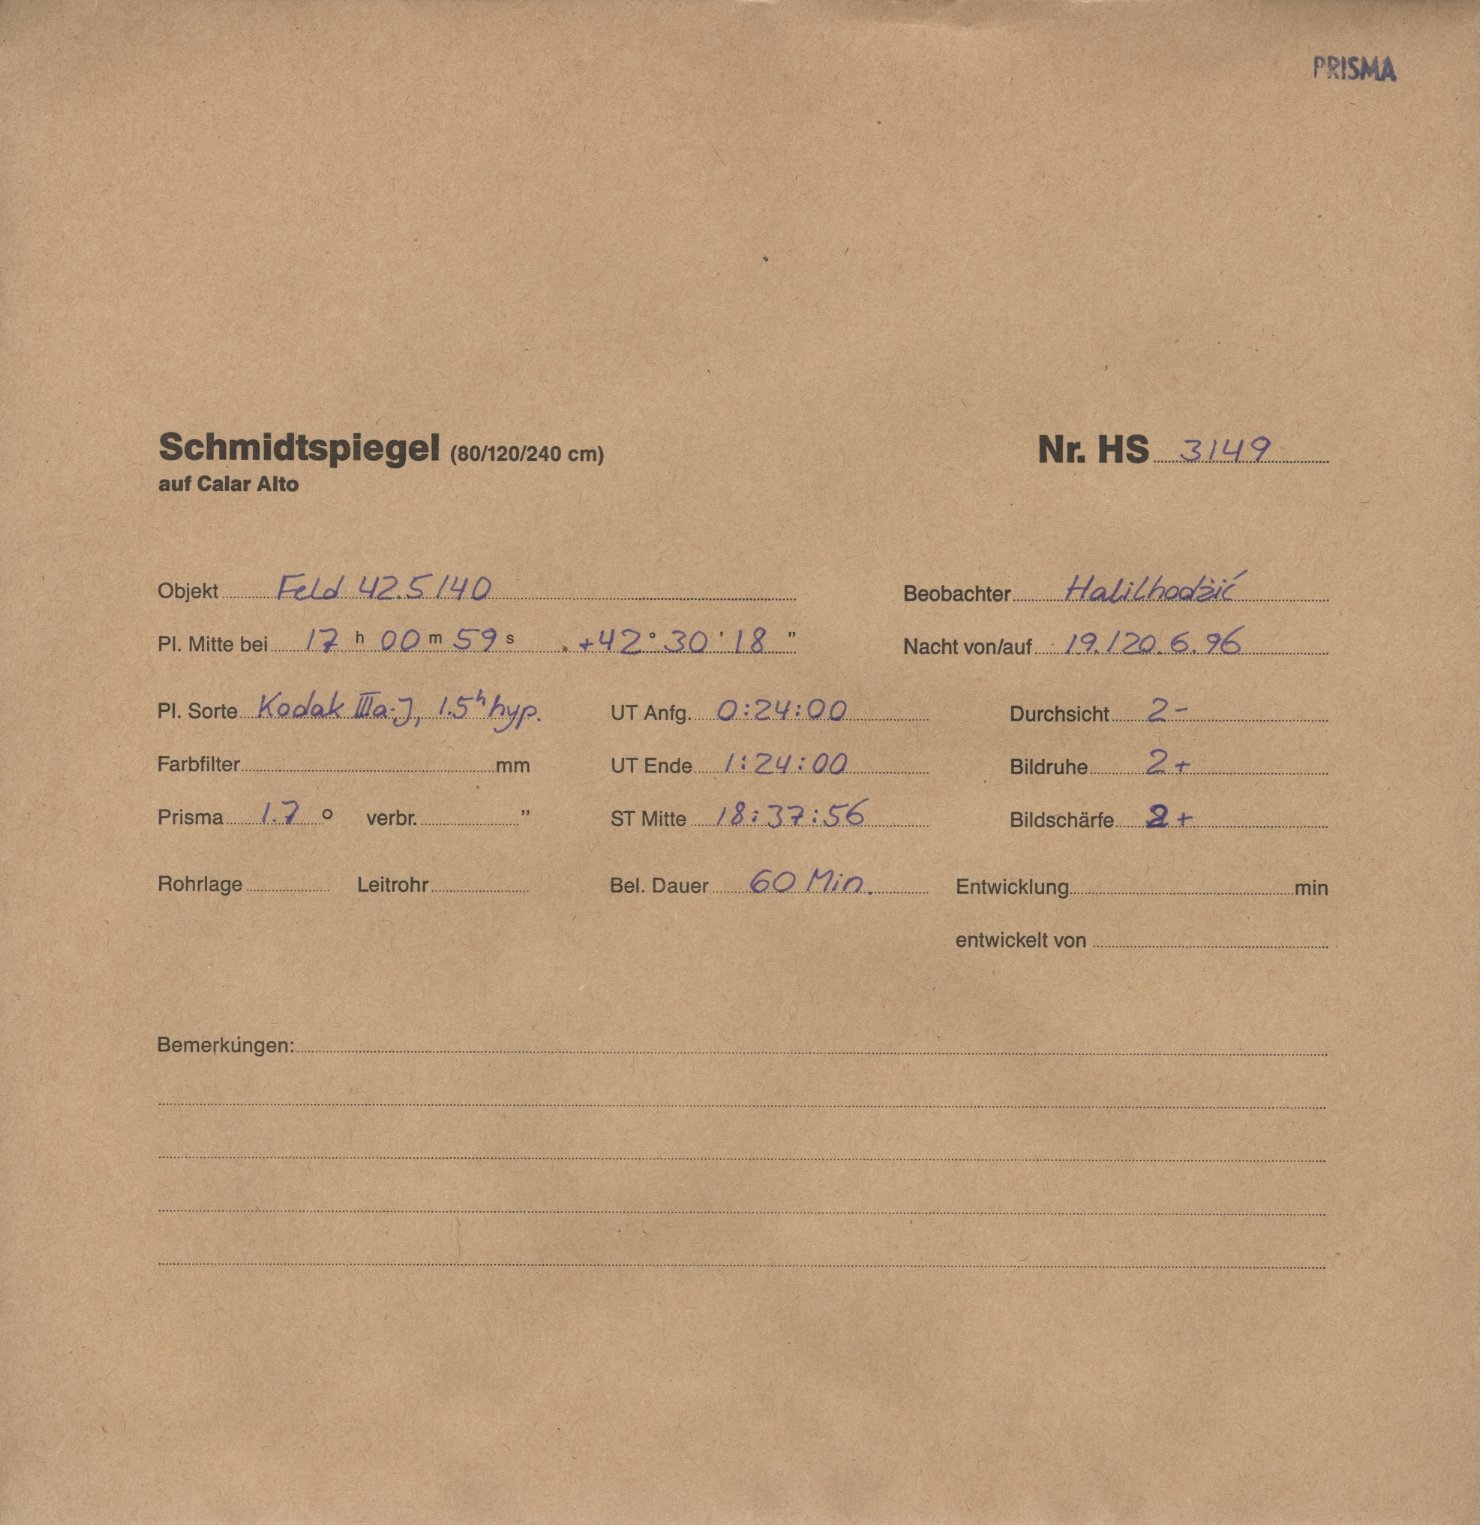 PRISMA
Schmidtspiegel (80/120/240 cm) Nr. HS 3149
auf Calar Alto
Objekt Feld 42.5/40 Beobachter Halilhodžić
Pl. Mitte bei 17 h 00 m 59 s +42° 30' 18" Nacht von/auf 19./20.6.96
Pl. Sorte Kodak IIIa-J, 1.5h hyp. UT Anfg. 0:24:00 Durchsicht 2-
Farbfilter mm UT Ende 1:24:00 Bildruhe 2+
Prisma 1.7 ° verbr. " ST Mitte 18:37:56 Bildschärfe 2+
Rohrlage Leitrohr Bel. Dauer 60 Min. Entwicklung min
entwickelt von
Bemerkungen: